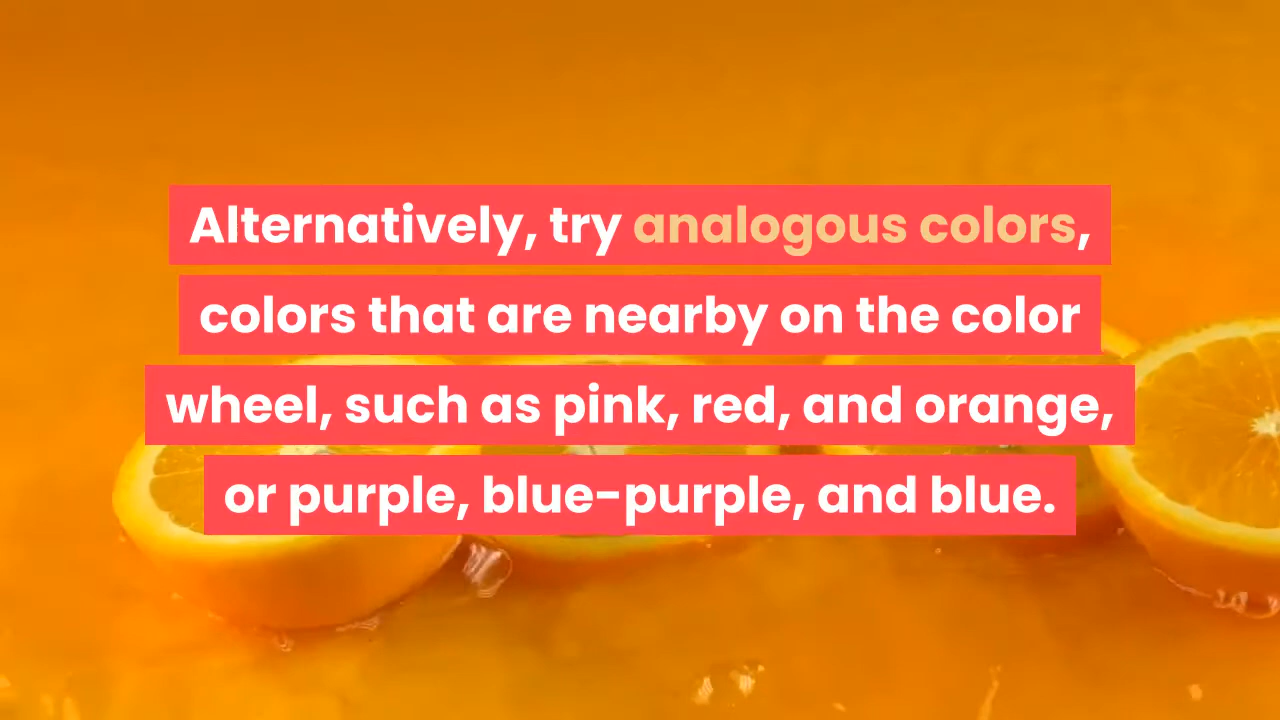 Alternatively, try analogous colors,
colors that are nearby on the color
wheel, such as pink, red, and orange,
or purple, blue-purple, and blue.